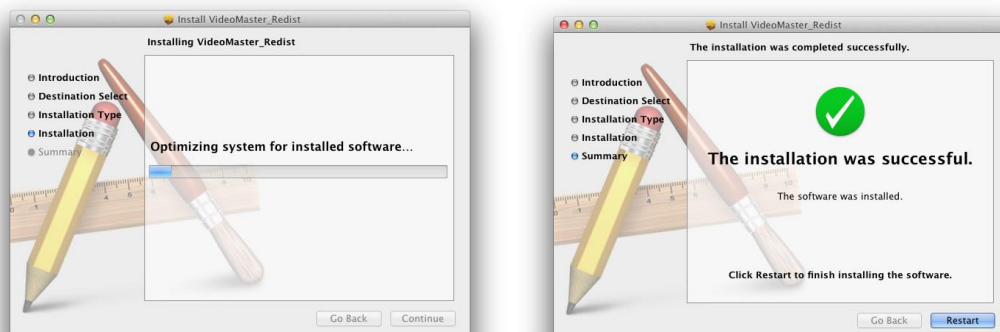 Install VideoMaster_Redist
Installing VideoMaster_Redist
Introduction
Destination Select
Installation Type
Installation
Summary
Optimizing system for installed software...
Go Back
Continue
Install VideoMaster_Redist
The installation was completed successfully.
Introduction
Destination Select
Installation Type
Installation
Summary
The installation was successful.
The software was installed.
Click Restart to finish installing the software.
Go Back
Restart